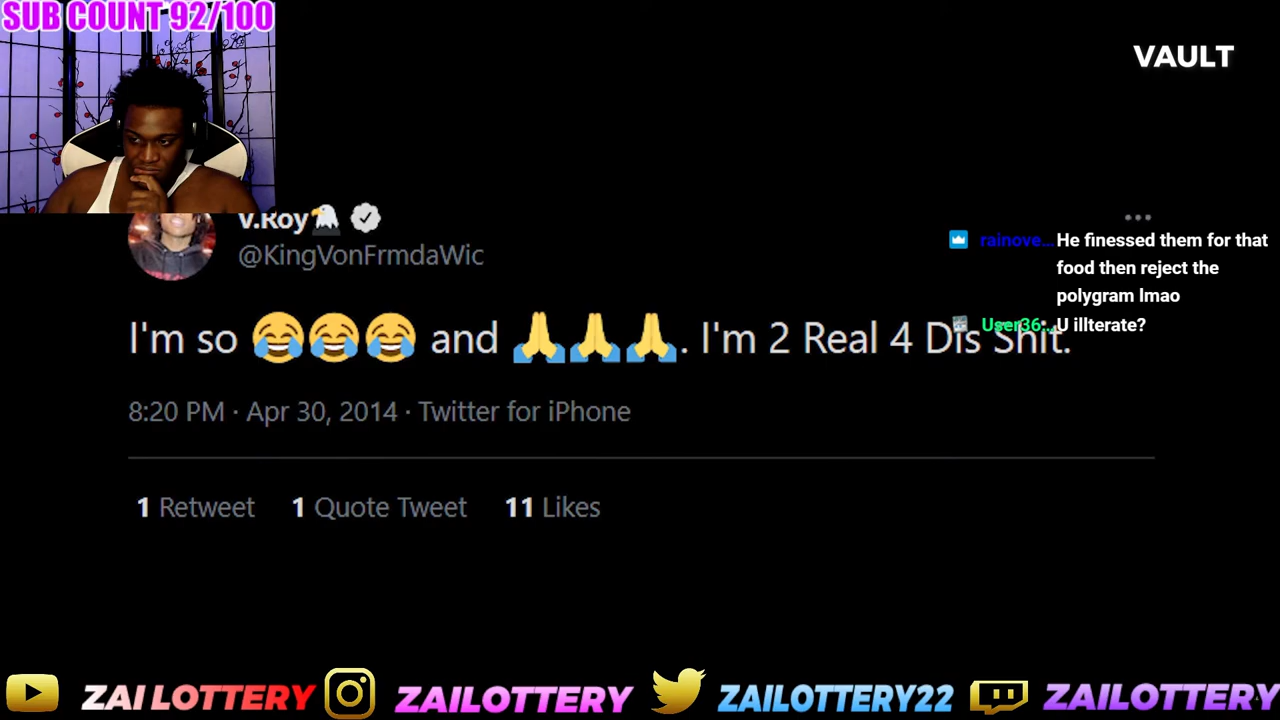 SUB COUNT 92/100
VAULT
V.Roy🦅
@KingVonFrmdaWic
rainove... He finessed them for that
food then reject the
polygram lmao
User36... U illterate?
I'm so 😂😂😂 and 🙏🙏🙏. I'm 2 Real 4 Dis Shit.
8:20 PM · Apr 30, 2014 · Twitter for iPhone
1 Retweet 1 Quote Tweet 11 Likes
ZAI LOTTERY ZAILOTTERY ZAILOTTERY22 ZAILOTTERY